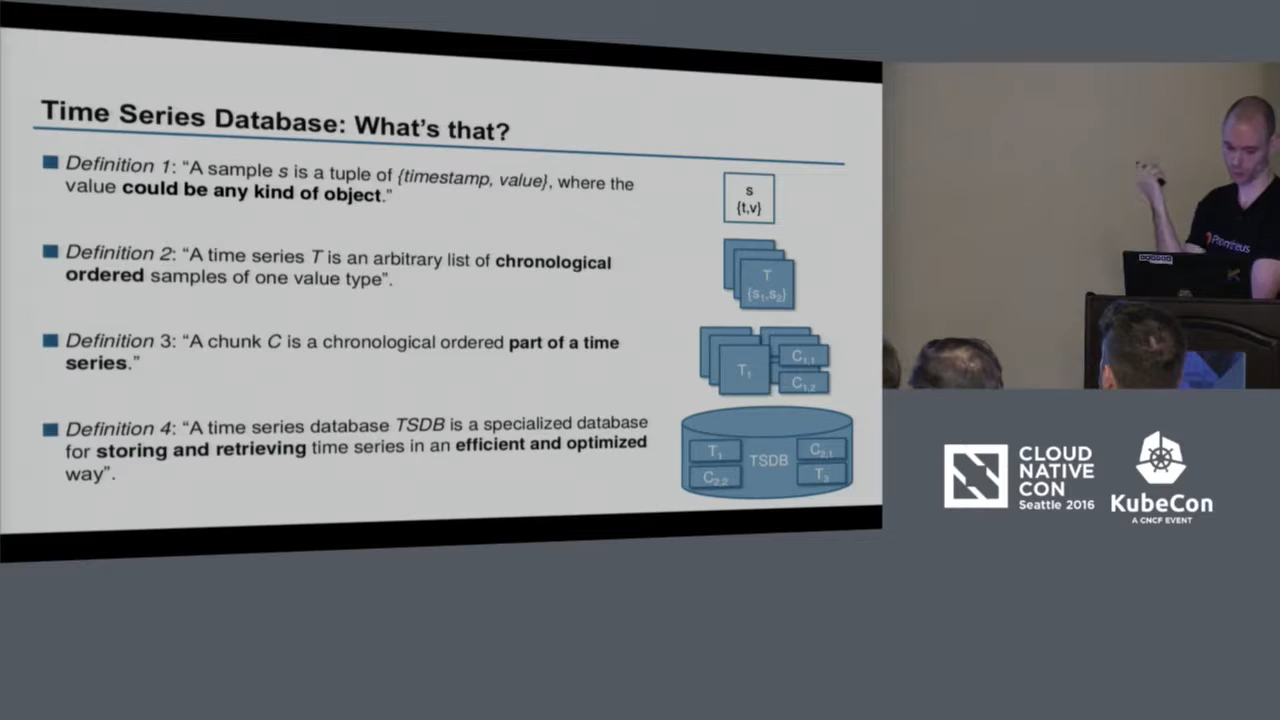 Time Series Database: What's that?
Definition 1: “A sample s is a tuple of {timestamp, value}, where the
value could be any kind of object.”
s
{t,v}
Definition 2: “A time series T is an arbitrary list of chronological
ordered samples of one value type”.
T
{s₁,s₂}
Definition 3: “A chunk C is a chronological ordered part of a time
series.”
T₁
C₁,₁
C₁,₂
Definition 4: “A time series database TSDB is a specialized database
for storing and retrieving time series in an efficient and optimized
way”.
T₁
C₂,₂
TSDB
C₂,₁
T₃
Prometheus
CLOUD
NATIVE
CON
Seattle 2016
KubeCon
A CNCF EVENT